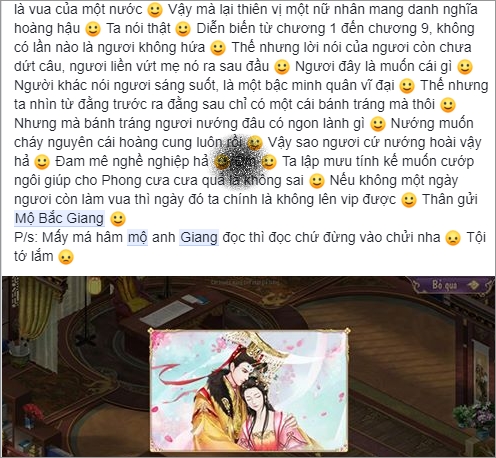 là vua của một nước 🙂 Vậy mà lại thiên vị một nữ nhân mang danh nghĩa
hoàng hậu 🙂 Ta nói thật 🙂 Diễn biến từ chương 1 đến chương 9, không
có lần nào là ngươi không hứa 🙂 Thế nhưng lời nói của ngươi còn chưa
dứt câu, ngươi liền vứt mẹ nó ra sau đầu 🙂 Ngươi đây là muốn cái gì 🙂
Người khác nói ngươi sáng suốt, là một bậc minh quân vĩ đại 🙂 Thế nhưng
ta nhìn từ đằng trước ra đằng sau chỉ có một cái bánh tráng mà thôi 🙂
Nhưng mà bánh tráng ngươi nướng đâu có ngon lành gì 🙂 Nướng muốn
cháy nguyên cái hoàng cung luôn rồi 🙂 Vậy sao ngươi cứ nướng hoài vậy
hả 🙂 Đam mê nghề nghiệp hả 🙂 🙂 Ta lập mưu tính kế muốn cướp
ngôi giúp cho Phong cưa cưa quả là không sai 🙂 Nếu không một ngày
ngươi còn làm vua thì ngày đó ta chính là không lên vip được 🙂 Thân gửi
Mộ Bắc Giang 🙂
P/s: Mấy má hâm mộ anh Giang đọc thì đọc chứ đừng vào chửi nha 🙁 Tội
tớ lắm 🙁
Bỏ qua